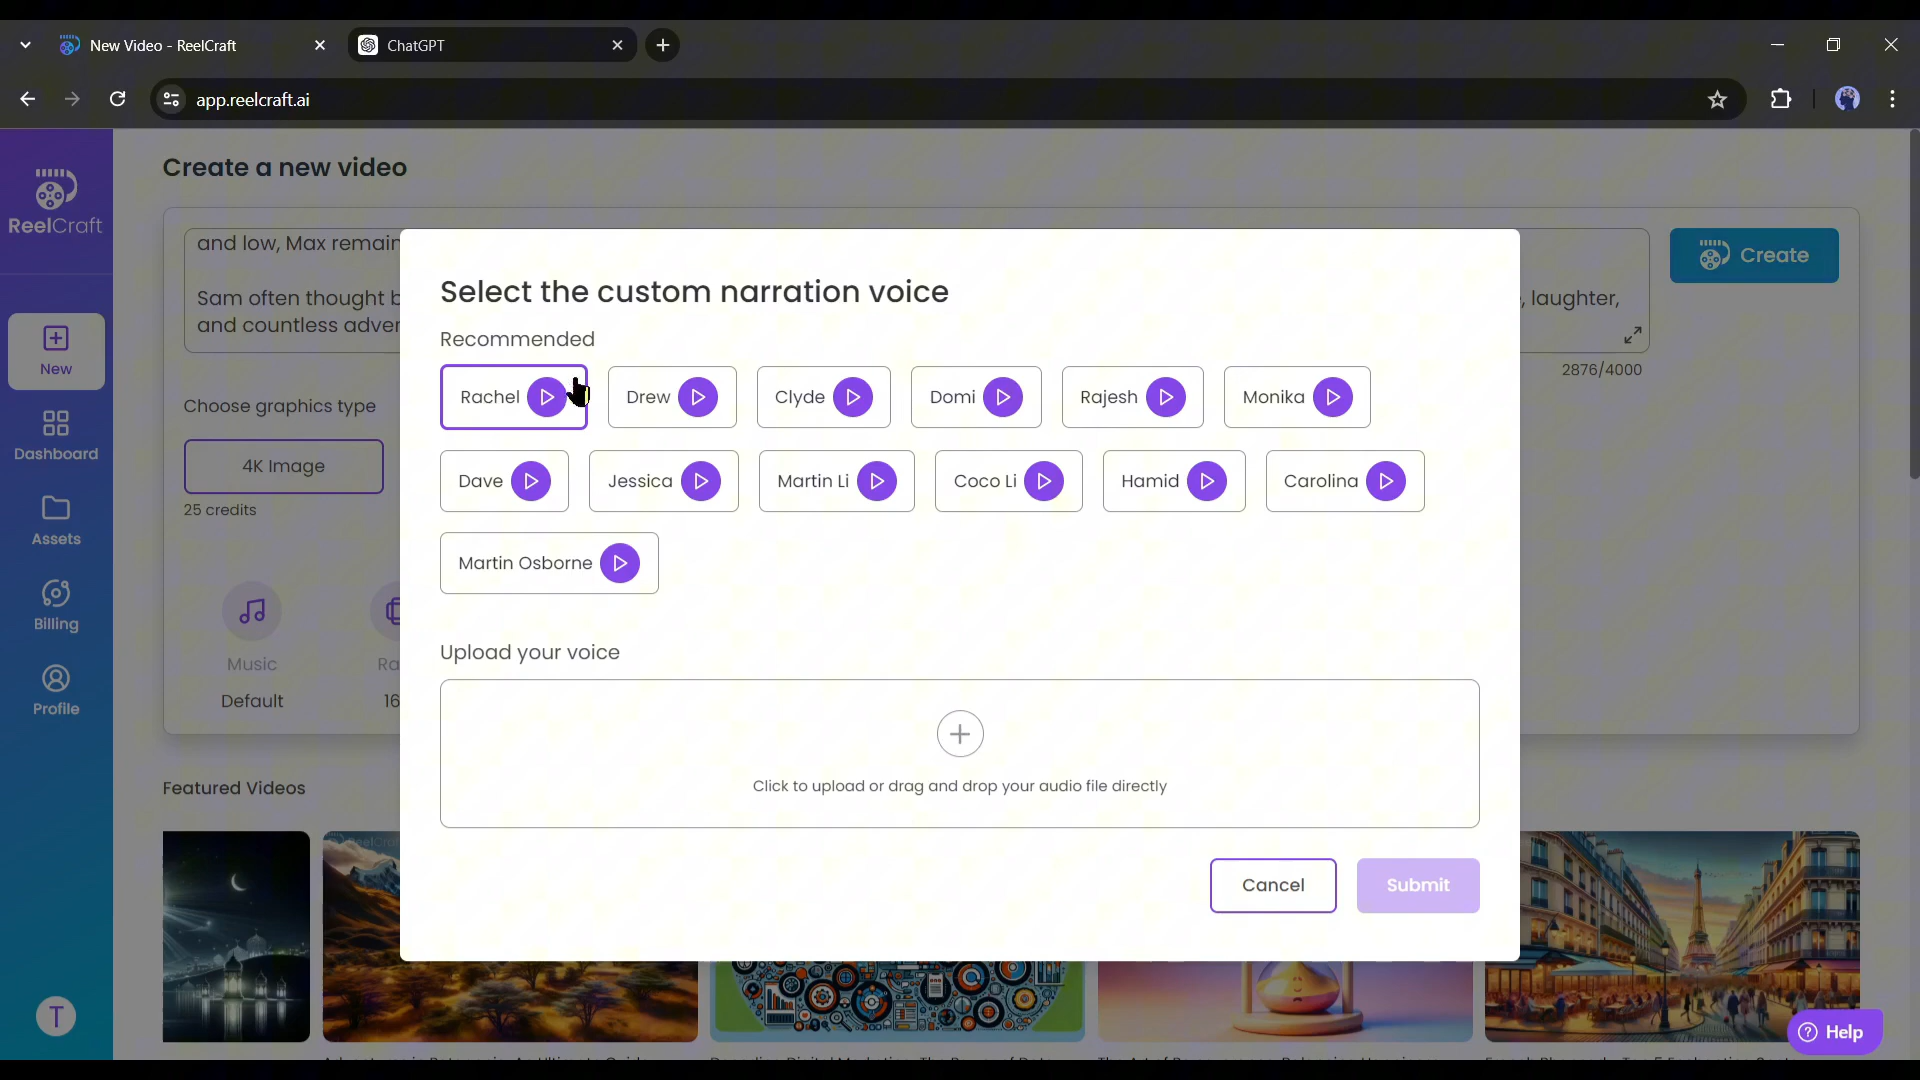 New Video - ReelCraft
ChatGPT
app.reelcraft.ai
ReelCraft
New
Dashboard
Assets
Billing
Profile
T
Create a new video
and low, Max remain
Sam often thought b
, laughter,
and countless adver
2876/4000
Create
Choose graphics type
4K Image
25 credits
Music
Ra
Default
16
Select the custom narration voice
Recommended
Rachel
Drew
Clyde
Domi
Rajesh
Monika
Dave
Jessica
Martin Li
Coco Li
Hamid
Carolina
Martin Osborne
Upload your voice
Click to upload or drag and drop your audio file directly
Cancel
Submit
Featured Videos
Help